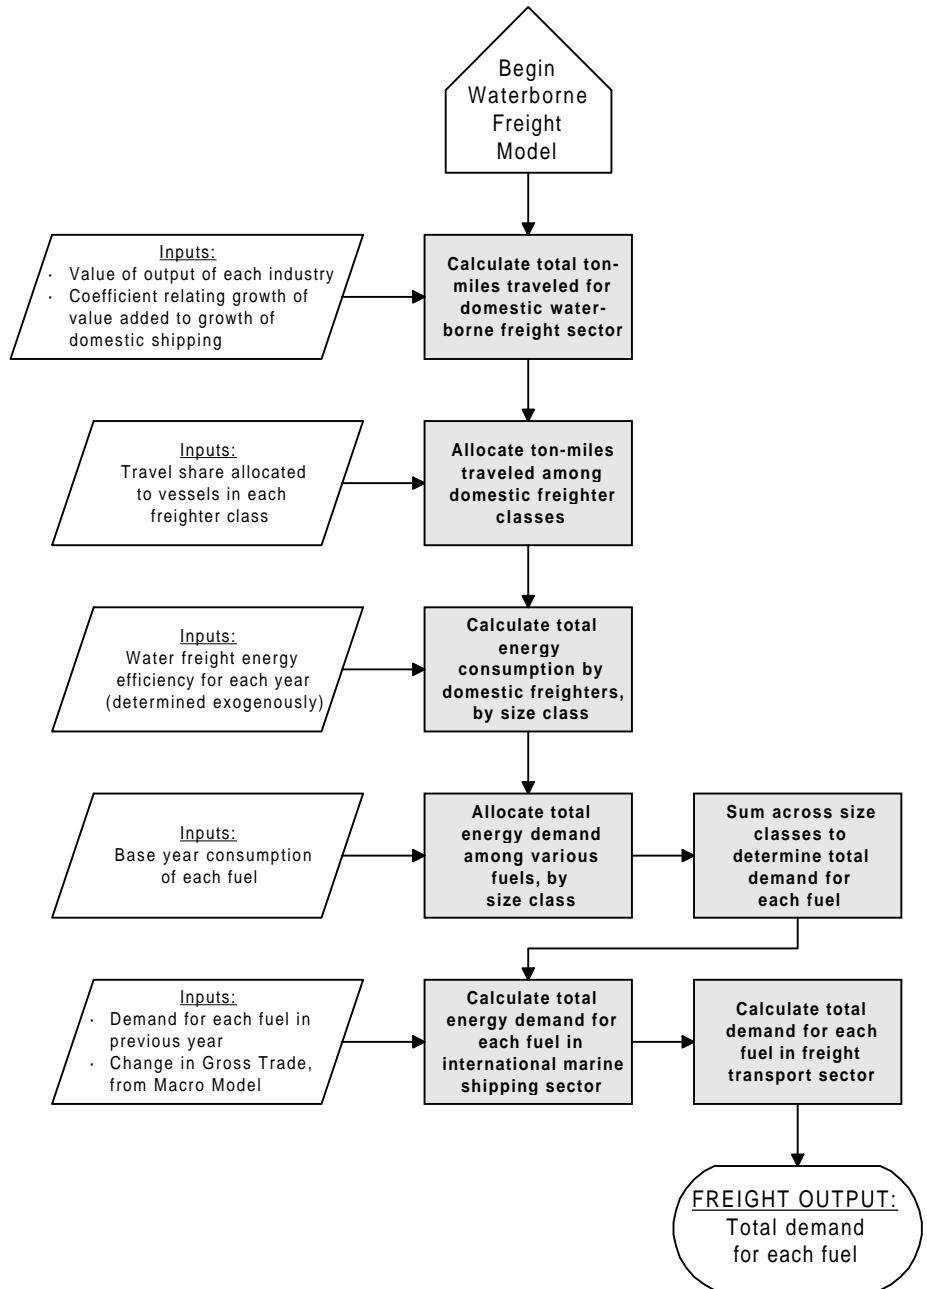 Begin
Waterborne
Freight
Model
Inputs:
· Value of output of each industry
· Coefficient relating growth of
value added to growth of
domestic shipping
Calculate total ton-
miles traveled for
domestic water-
borne freight sector
Inputs:
Travel share allocated
to vessels in each
freighter class
Allocate ton-miles
traveled among
domestic freighter
classes
Inputs:
Water freight energy
efficiency for each year
(determined exogenously)
Calculate total
energy
consumption by
domestic freighters,
by size class
Inputs:
Base year consumption
of each fuel
Allocate total
energy demand
among various
fuels, by
size class
Sum across size
classes to
determine total
demand for
each fuel
Inputs:
· Demand for each fuel in
previous year
· Change in Gross Trade,
from Macro Model
Calculate total
energy demand for
each fuel in
international marine
shipping sector
Calculate total
demand for each
fuel in freight
transport sector
FREIGHT OUTPUT:
Total demand
for each fuel